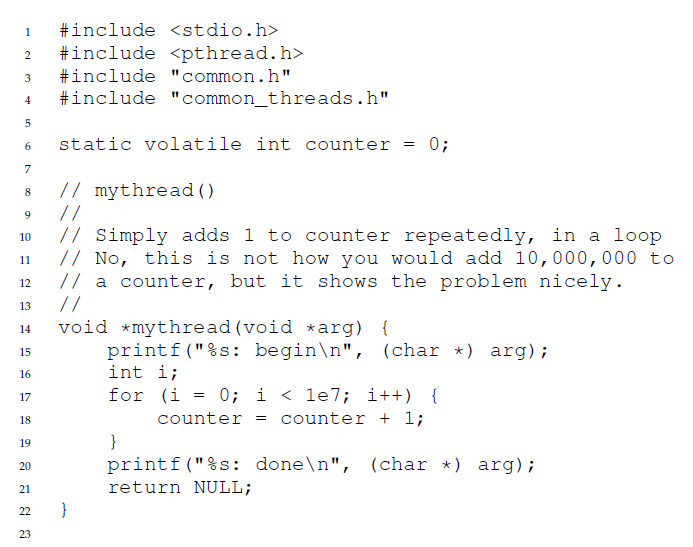 1 #include <stdio.h>
2 #include <pthread.h>
3 #include "common.h"
4 #include "common_threads.h"
5
6 static volatile int counter = 0;
7
8 // mythread()
9 //
10 // Simply adds 1 to counter repeatedly, in a loop
11 // No, this is not how you would add 10,000,000 to
12 // a counter, but it shows the problem nicely.
13 //
14 void *mythread(void *arg) {
15     printf("%s: begin\n", (char *) arg);
16     int i;
17     for (i = 0; i < 1e7; i++) {
18         counter = counter + 1;
19     }
20     printf("%s: done\n", (char *) arg);
21     return NULL;
22 }
23